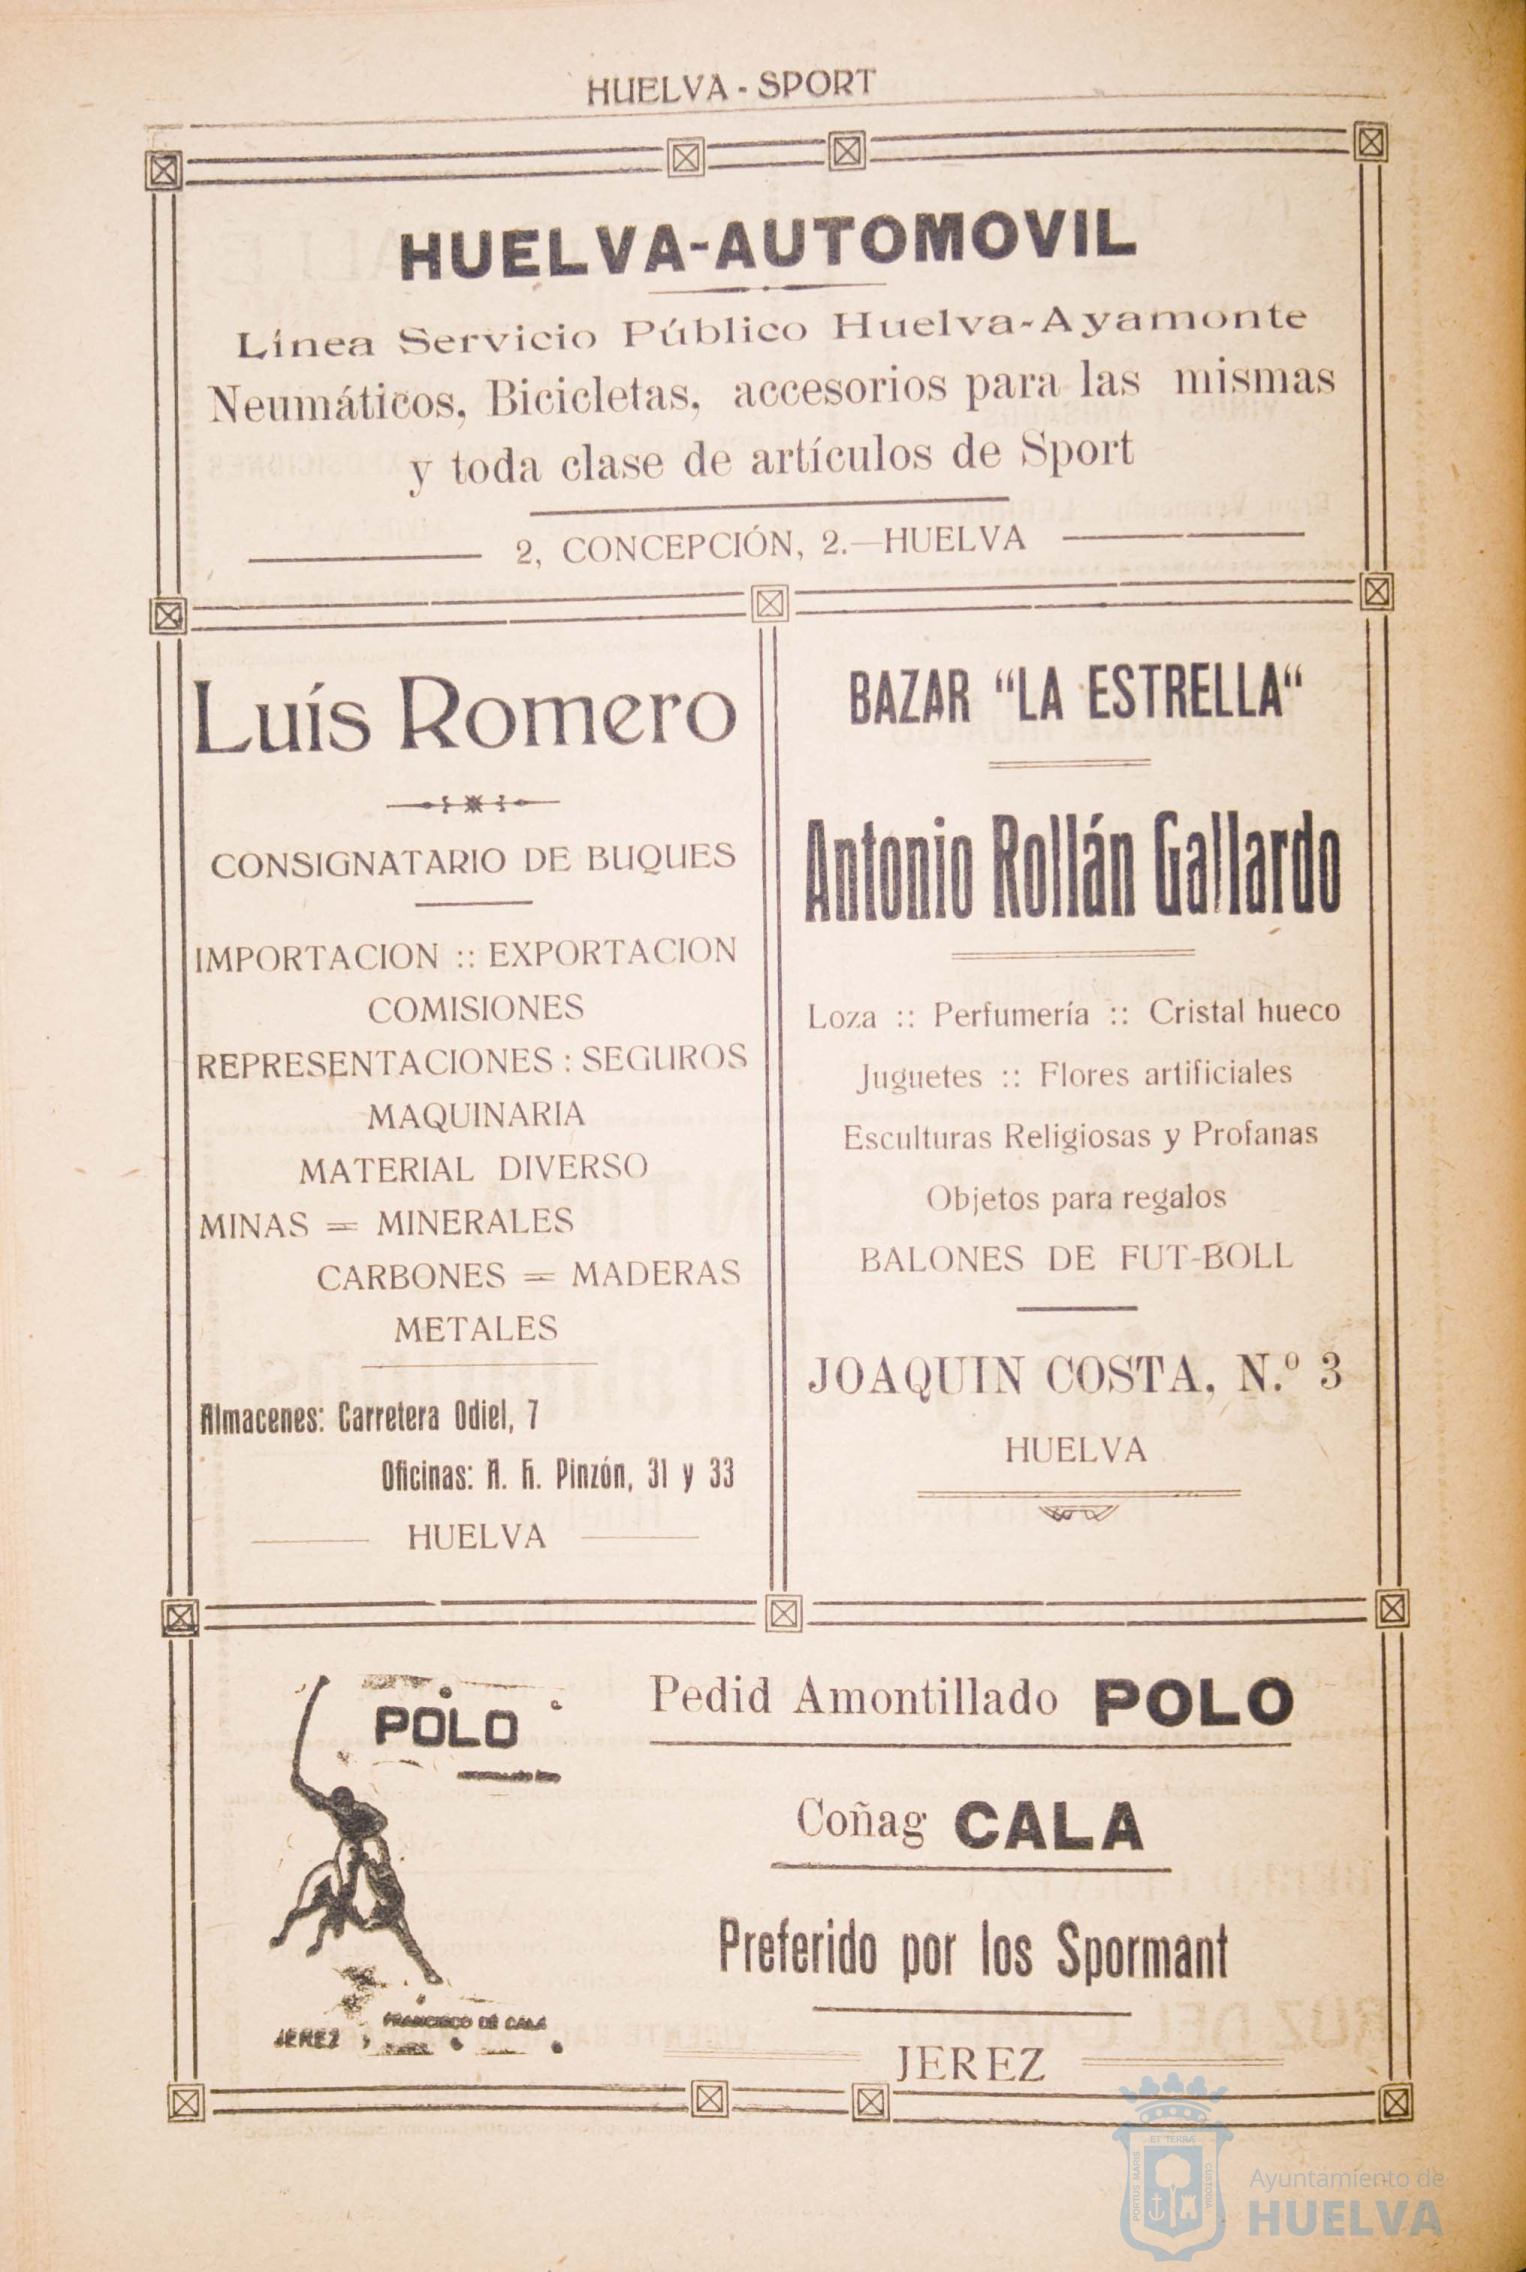 HUELVA - SPORT
HUELVA-AUTOMOVIL
Línea Servicio Público Huelva-Ayamonte
Neumáticos, Bicicletas, accesorios para las mismas
y toda clase de artículos de Sport
2, CONCEPCIÓN, 2.—HUELVA
Luís Romero
CONSIGNATARIO DE BUQUES
IMPORTACION :: EXPORTACION
COMISIONES
REPRESENTACIONES : SEGUROS
MAQUINARIA
MATERIAL DIVERSO
MINAS = MINERALES
CARBONES = MADERAS
METALES
Almacenes: Carretera Odiel, 7
Oficinas: A. H. Pinzón, 31 y 33
HUELVA
BAZAR "LA ESTRELLA"
Antonio Rollán Gallardo
Loza :: Perfumería :: Cristal hueco
Juguetes :: Flores artificiales
Esculturas Religiosas y Profanas
Objetos para regalos
BALONES DE FUT-BOLL
JOAQUIN COSTA, N.º 3
HUELVA
POLO
FRANCISCO DE CALA
JEREZ
Pedid Amontillado POLO
Coñag CALA
Preferido por los Spormant
JEREZ
ET TERRÆ
PORTUS MARIS
CUSTODIA
Ayuntamiento de
HUELVA